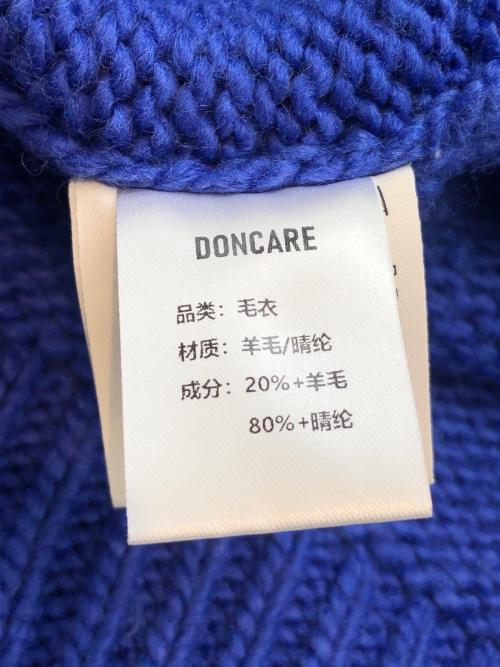 DONCARE
品类：毛衣
材质：羊毛/晴纶
成分：20%+羊毛
80%+晴纶